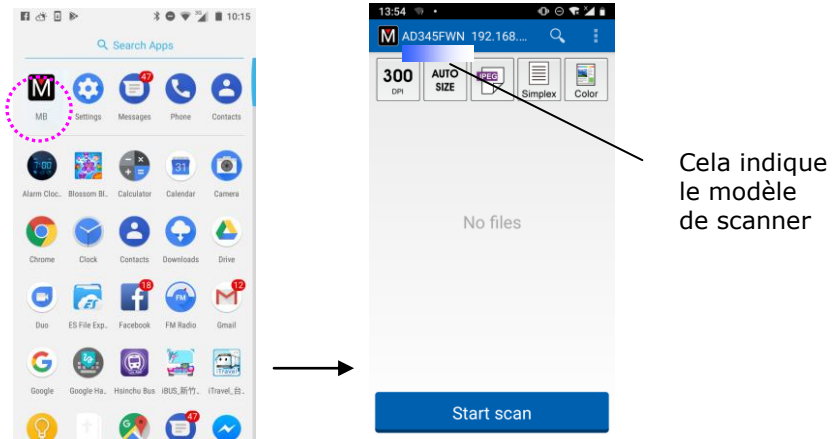 10:15
Search Apps
47
MB Settings Messages Phone Contacts
7:00
31
Alarm Cloc.. Blossom Bl.. Calculator Calendar Camera
Chrome Clock Contacts Downloads Drive
18
12
FM
Duo ES File Exp.. Facebook FM Radio Gmail
Google Google Ha.. Hsinchu Bus iBUS_新竹.. iTravel_台..
47
13:54
AD345FWN 192.168....
300 DPI
AUTO SIZE
JPEG
Simplex
Color
No files
Start scan
Cela indique
le modèle
de scanner